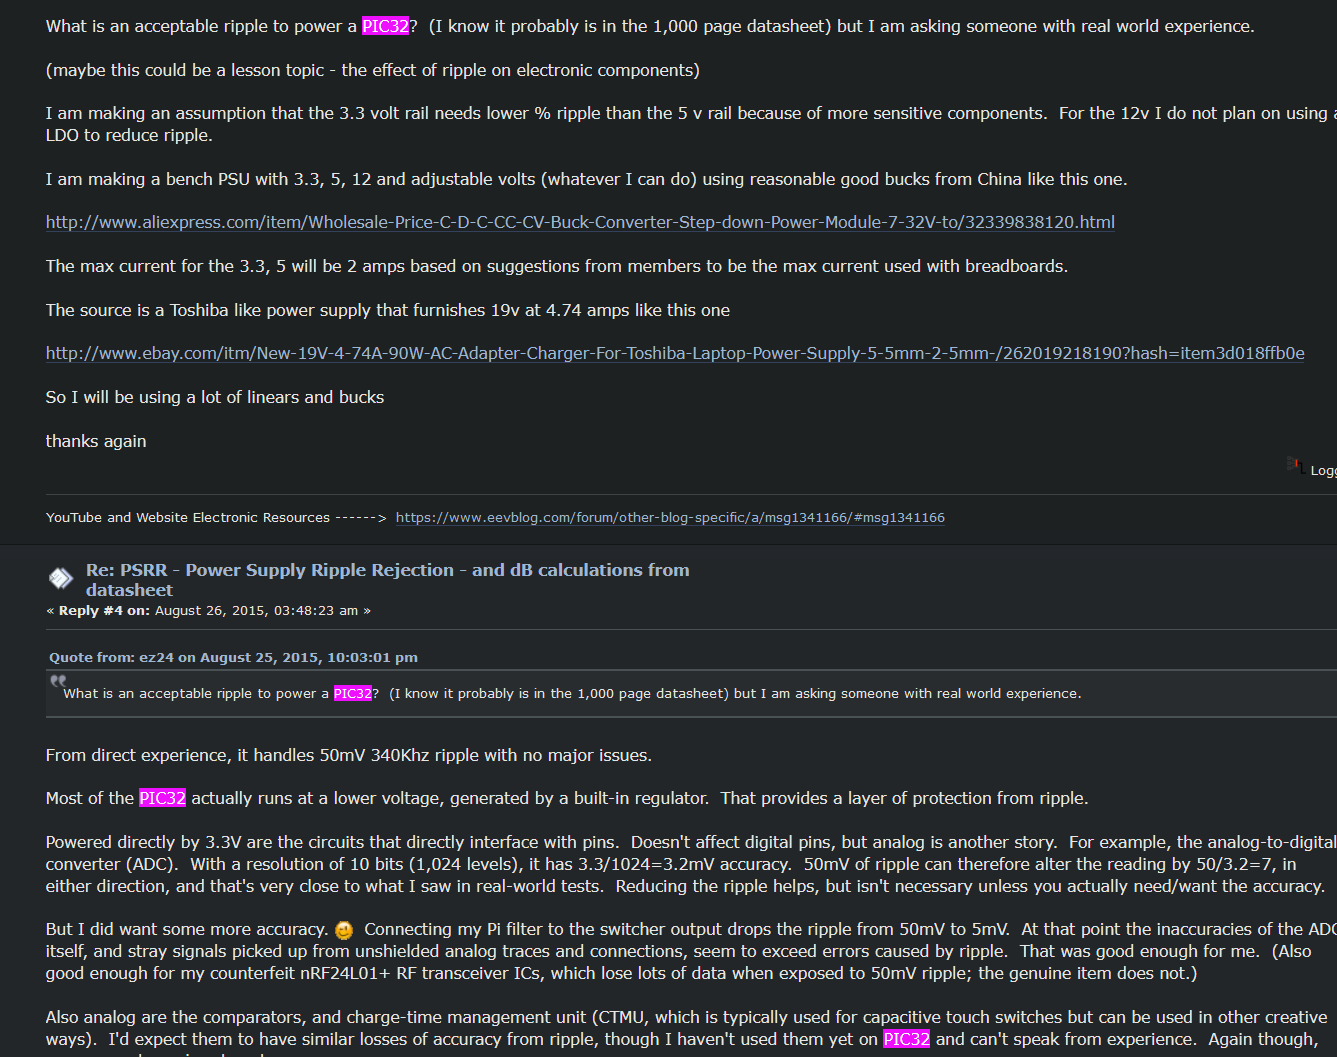 What is an acceptable ripple to power a PIC32?  (I know it probably is in the 1,000 page datasheet) but I am asking someone with real world experience.
(maybe this could be a lesson topic - the effect of ripple on electronic components)
I am making an assumption that the 3.3 volt rail needs lower % ripple than the 5 v rail because of more sensitive components.  For the 12v I do not plan on using a
LDO to reduce ripple.
I am making a bench PSU with 3.3, 5, 12 and adjustable volts (whatever I can do) using reasonable good bucks from China like this one.
http://www.aliexpress.com/item/Wholesale-Price-C-D-C-CC-CV-Buck-Converter-Step-down-Power-Module-7-32V-to/32339838120.html
The max current for the 3.3, 5 will be 2 amps based on suggestions from members to be the max current used with breadboards.
The source is a Toshiba like power supply that furnishes 19v at 4.74 amps like this one
http://www.ebay.com/itm/New-19V-4-74A-90W-AC-Adapter-Charger-For-Toshiba-Laptop-Power-Supply-5-5mm-2-5mm-/262019218190?hash=item3d018ffb0e
So I will be using a lot of linears and bucks
thanks again
Logg
YouTube and Website Electronic Resources ------>  https://www.eevblog.com/forum/other-blog-specific/a/msg1341166/#msg1341166
Re: PSRR - Power Supply Ripple Rejection - and dB calculations from
datasheet
« Reply #4 on: August 26, 2015, 03:48:23 am »
Quote from: ez24 on August 25, 2015, 10:03:01 pm
What is an acceptable ripple to power a PIC32?  (I know it probably is in the 1,000 page datasheet) but I am asking someone with real world experience.
From direct experience, it handles 50mV 340Khz ripple with no major issues.
Most of the PIC32 actually runs at a lower voltage, generated by a built-in regulator.  That provides a layer of protection from ripple.
Powered directly by 3.3V are the circuits that directly interface with pins.  Doesn't affect digital pins, but analog is another story.  For example, the analog-to-digital
converter (ADC).  With a resolution of 10 bits (1,024 levels), it has 3.3/1024=3.2mV accuracy.  50mV of ripple can therefore alter the reading by 50/3.2=7, in
either direction, and that's very close to what I saw in real-world tests.  Reducing the ripple helps, but isn't necessary unless you actually need/want the accuracy.
But I did want some more accuracy.  Connecting my Pi filter to the switcher output drops the ripple from 50mV to 5mV.  At that point the inaccuracies of the ADC
itself, and stray signals picked up from unshielded analog traces and connections, seem to exceed errors caused by ripple.  That was good enough for me.  (Also
good enough for my counterfeit nRF24L01+ RF transceiver ICs, which lose lots of data when exposed to 50mV ripple; the genuine item does not.)
Also analog are the comparators, and charge-time management unit (CTMU, which is typically used for capacitive touch switches but can be used in other creative
ways).  I'd expect them to have similar losses of accuracy from ripple, though I haven't used them yet on PIC32 and can't speak from experience.  Again though,